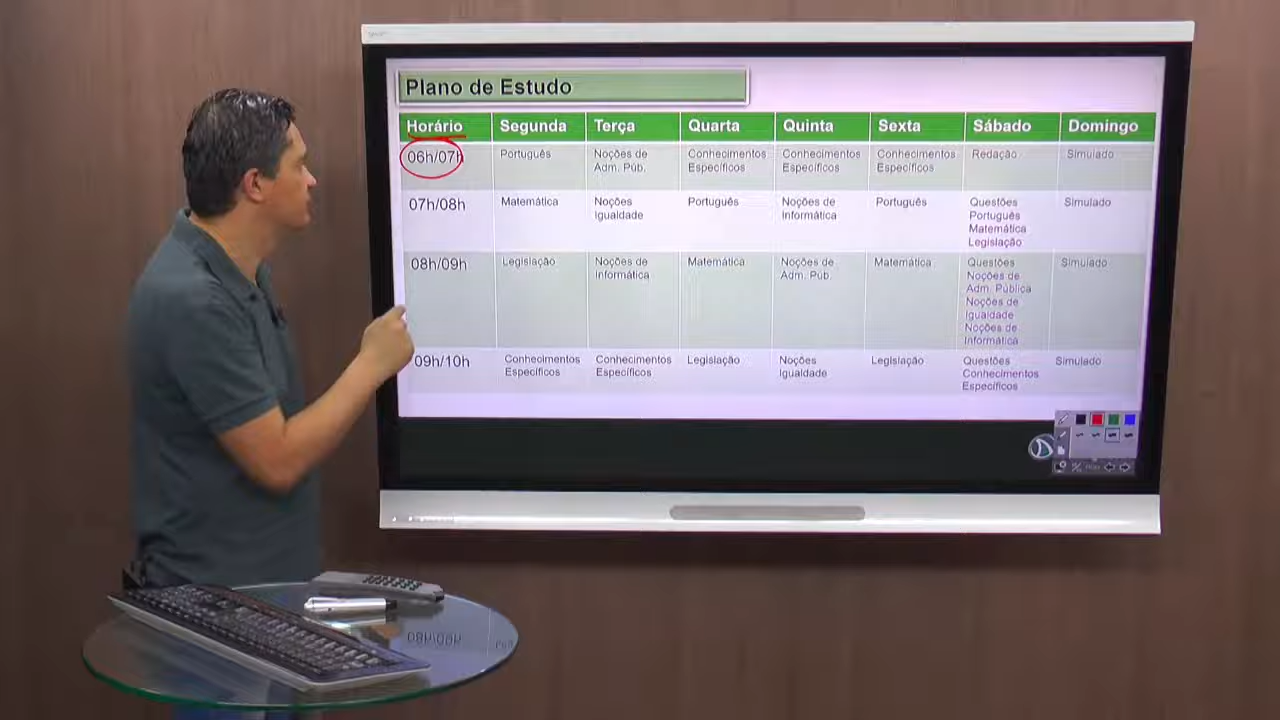 Plano de Estudo
Horário Segunda Terça Quarta Quinta Sexta Sábado Domingo
06h/07h Português Noções de Conhecimentos Conhecimentos Conhecimentos Redação Simulado
Adm. Púb. Específicos Específicos Específicos
07h/08h Matemática Noções Português Noções de Português Questões Simulado
Igualdade Informática Português
Matemática
Legislação
08h/09h Legislação Noções de Matemática Noções de Matemática Questões Simulado
Informática Adm. Púb. Noções de
Adm. Pública
Noções de
Igualdade
Noções de
Informática
09h/10h Conhecimentos Conhecimentos Legislação Noções Legislação Questões Simulado
Específicos Específicos Igualdade Conhecimentos
Específicos
08h/09h